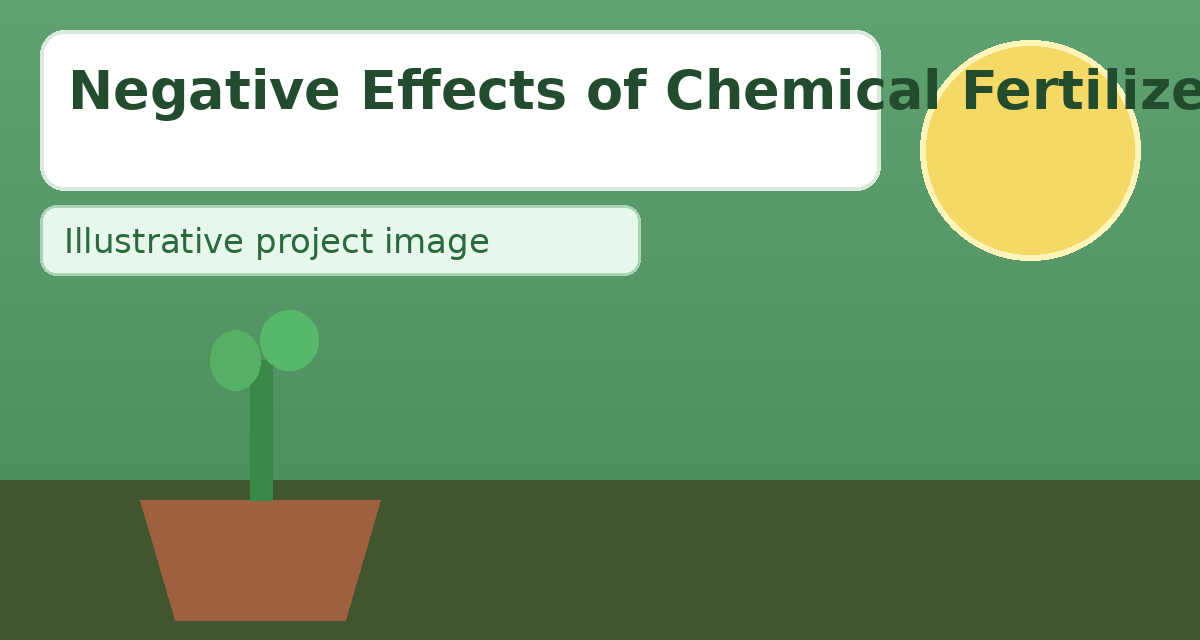 Negative Effects of Chemical Fertilize
Illustrative project image